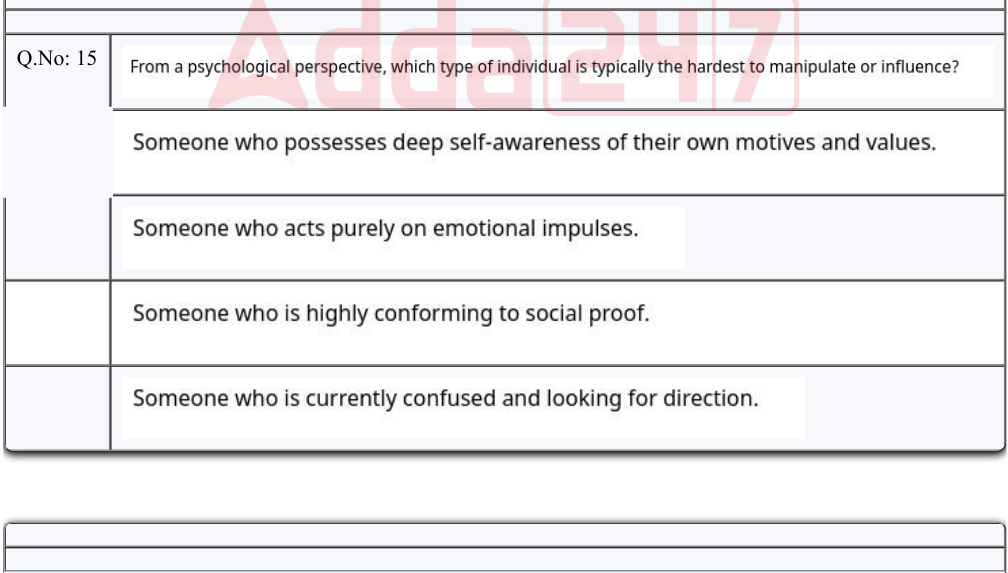 Adda247
Q.No: 15
From a psychological perspective, which type of individual is typically the hardest to manipulate or influence?
Someone who possesses deep self-awareness of their own motives and values.
Someone who acts purely on emotional impulses.
Someone who is highly conforming to social proof.
Someone who is currently confused and looking for direction.